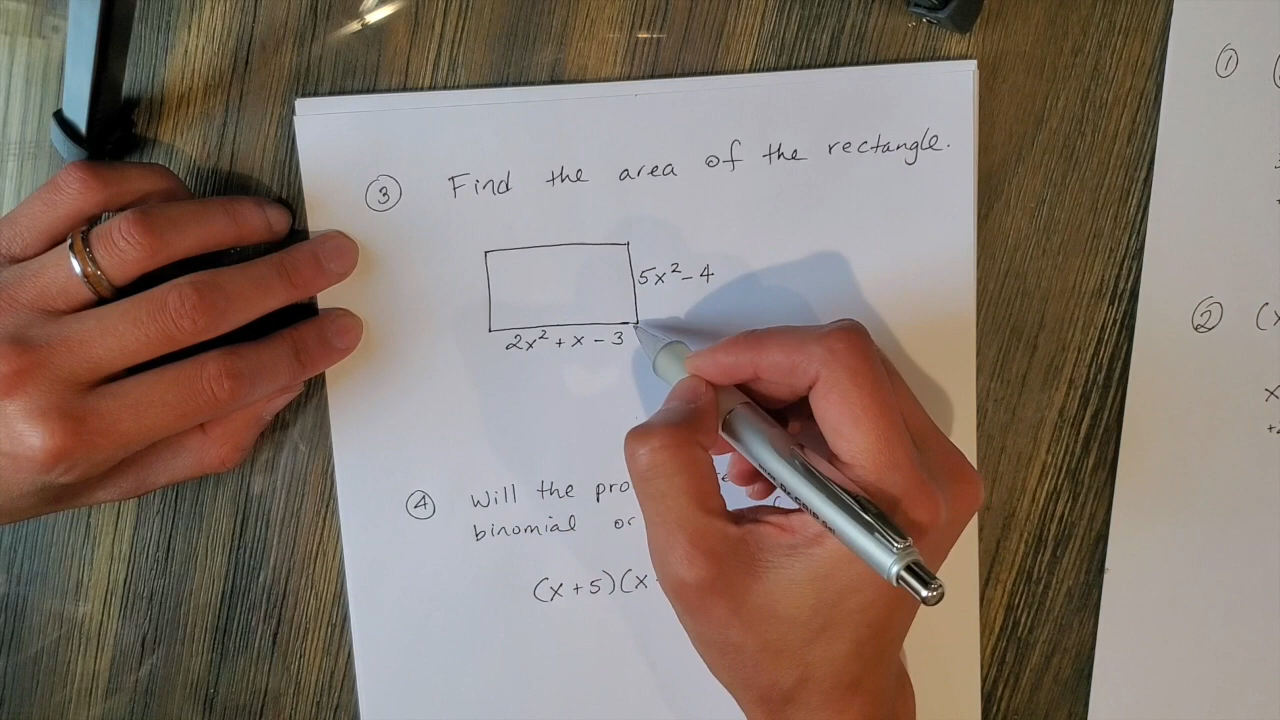 ③ Find the area of the rectangle.
5x² - 4
2x² + x - 3
④ Will the
binomial or
(x + 5)(x
①
② (x